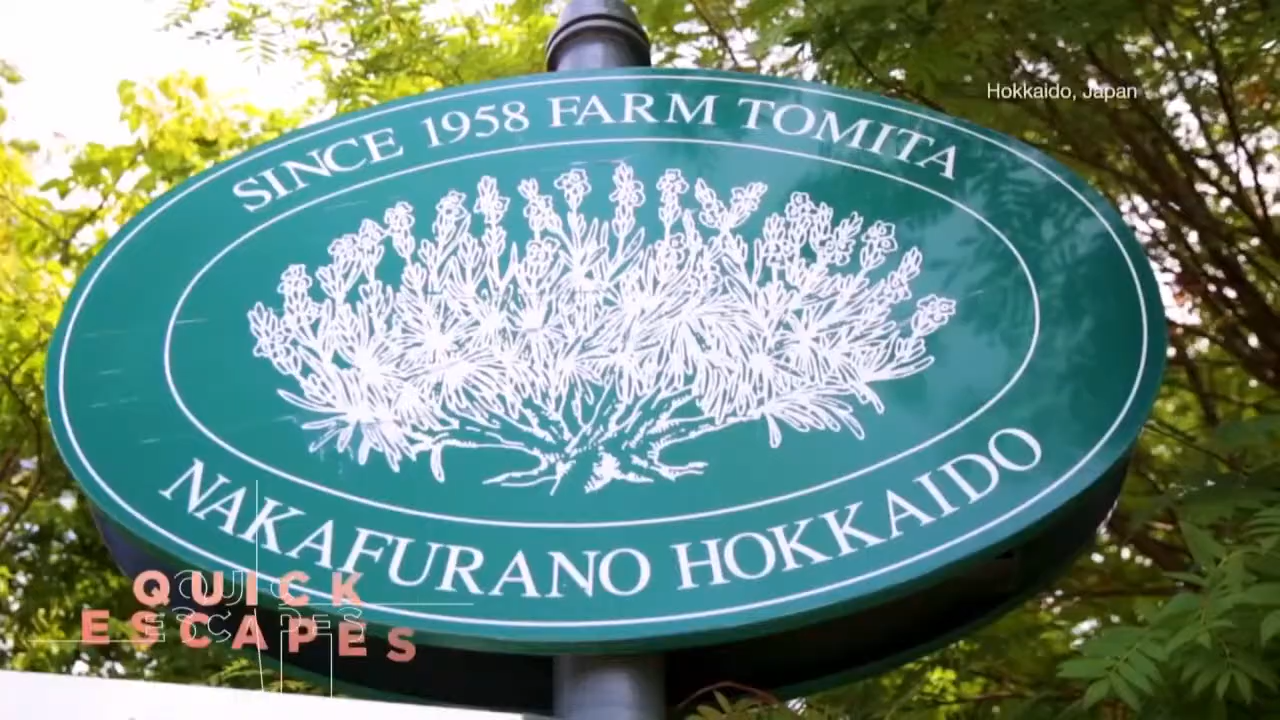 Hokkaido, Japan
SINCE 1958 FARM TOMITA
NAKAFURANO HOKKAIDO
QUICK
ESCAPES